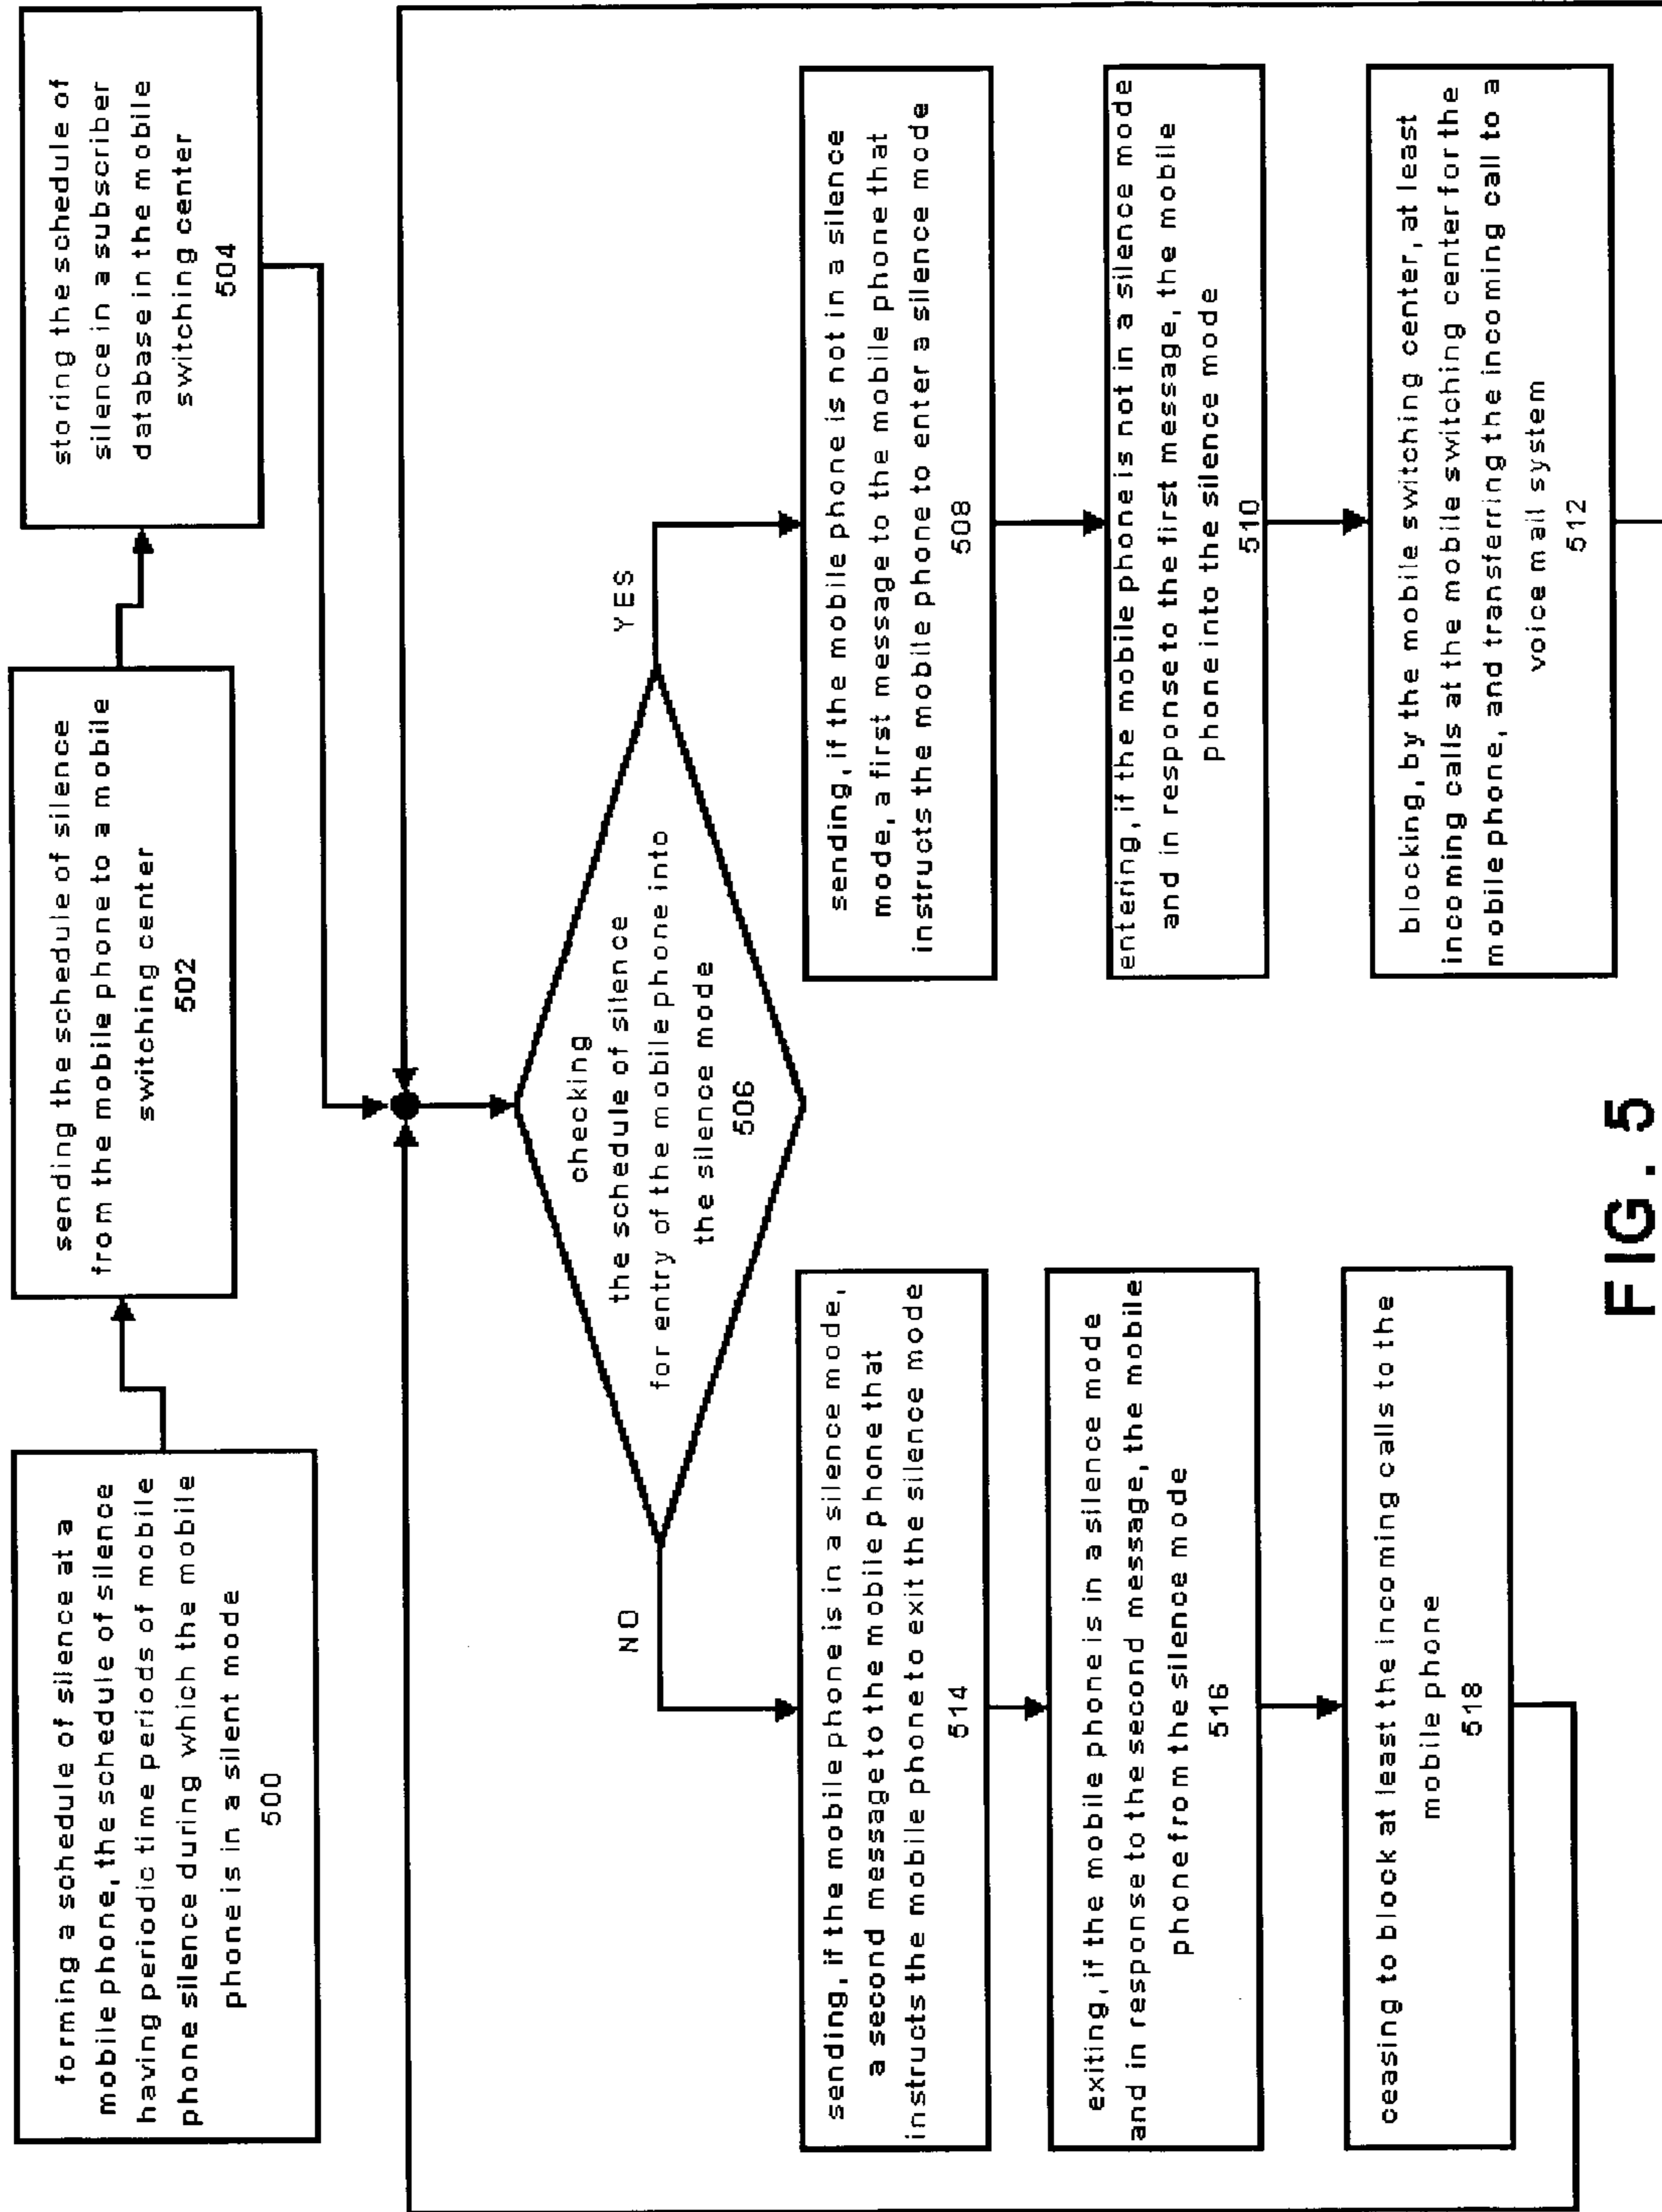 forming a schedule of silence at a
mobile phone, the schedule of silence
having periodic time periods of mobile
phone silence during which the mobile
phone is in a silent mode
500
sending the schedule of silence
from the mobile phone to a mobile
switching center
502
storing the schedule of
silence in a subscriber
database in the mobile
switching center
504
checking
the schedule of silence
for entry of the mobile phone into
the silence mode
506
NO
YES
sending, if the mobile phone is in a silence mode,
a second message to the mobile phone that
instructs the mobile phone to exit the silence mode
514
exiting, if the mobile phone is in a silence mode
and in response to the second message, the mobile
phone from the silence mode
516
ceasing to block at least the incoming calls to the
mobile phone
518
sending, if the mobile phone is not in a silence
mode, a first message to the mobile phone that
instructs the mobile phone to enter a silence mode
508
entering, if the mobile phone is not in a silence mode
and in response to the first message, the mobile
phone into the silence mode
510
blocking, by the mobile switching center, at least
incoming calls at the mobile switching center for the
mobile phone, and transferring the incoming call to a
voice mail system
512
FIG. 5